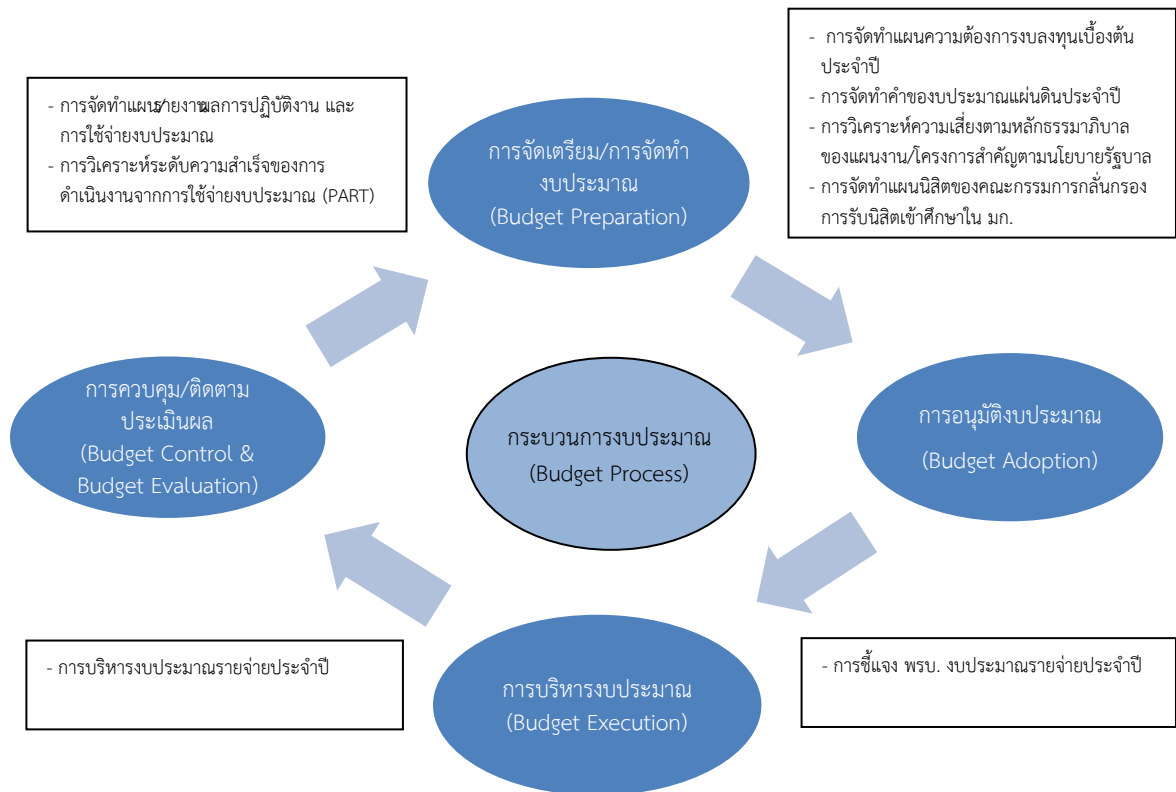 - การจัดทำแผน/รายงานผลการปฏิบัติงาน และ
การใช้จ่ายงบประมาณ
- การวิเคราะห์ระดับความสำเร็จของการ
ดำเนินงานจากการใช้จ่ายงบประมาณ (PART)
การจัดเตรียม/การจัดทำ
งบประมาณ
(Budget Preparation)
- การจัดทำแผนความต้องการงบลงทุนเบื้องต้น
ประจำปี
- การจัดทำคำของบประมาณแผ่นดินประจำปี
- การวิเคราะห์ความเสี่ยงตามหลักธรรมาภิบาล
ของแผนงาน/โครงการสำคัญตามนโยบายรัฐบาล
- การจัดทำแผนนิสิตของคณะกรรมการกลั่นกรอง
การรับนิสิตเข้าศึกษาใน มก.
การควบคุม/ติดตาม
ประเมินผล
(Budget Control &
Budget Evaluation)
กระบวนการงบประมาณ
(Budget Process)
การอนุมัติงบประมาณ
(Budget Adoption)
- การบริหารงบประมาณรายจ่ายประจำปี
การบริหารงบประมาณ
(Budget Execution)
- การชี้แจง พรบ. งบประมาณรายจ่ายประจำปี